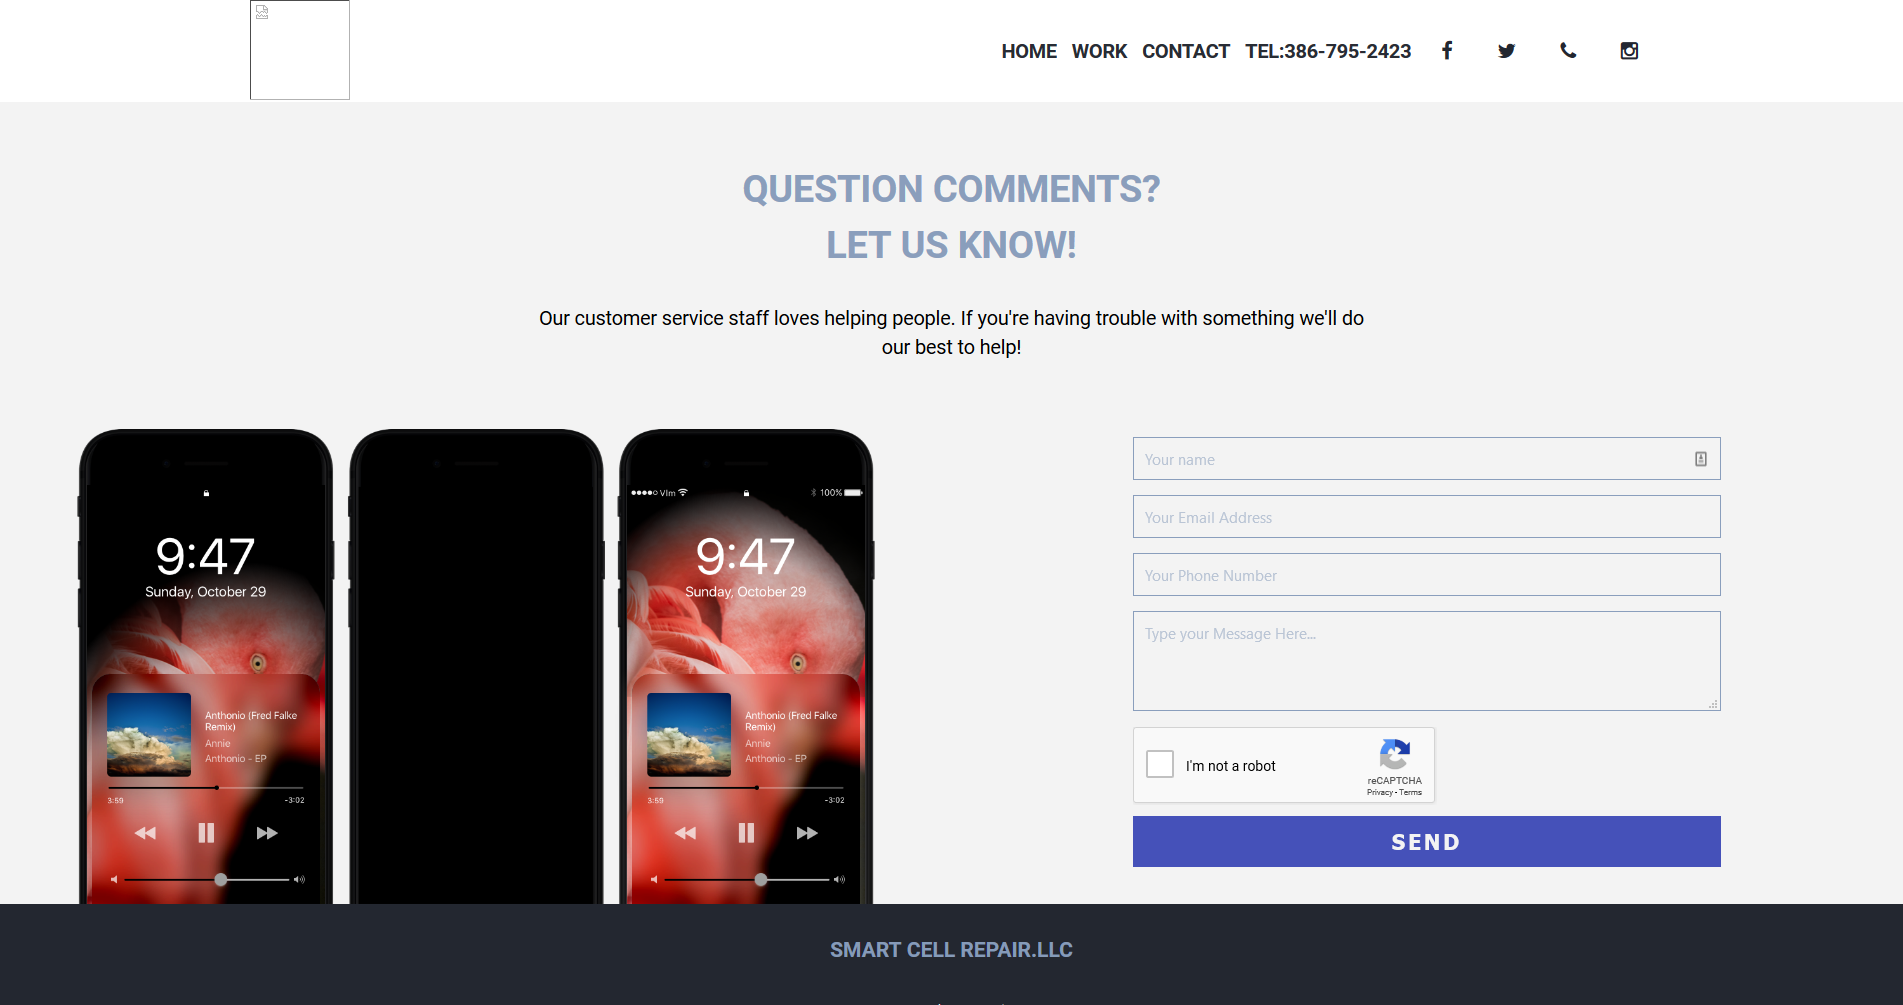 HOME WORK CONTACT TEL:386-795-2423
QUESTION COMMENTS?
LET US KNOW!
Our customer service staff loves helping people. If you're having trouble with something we'll do
our best to help!
9:47
Sunday, October 29
Anthonio (Fred Falke
Remix)
Annie
Anthonio - EP
3:59 -3:02
Vlm 100%
9:47
Sunday, October 29
Anthonio (Fred Falke
Remix)
Annie
Anthonio - EP
3:59 -3:02
Your name
Your Email Address
Your Phone Number
Type your Message Here...
I'm not a robot
reCAPTCHA
Privacy - Terms
SEND
SMART CELL REPAIR.LLC